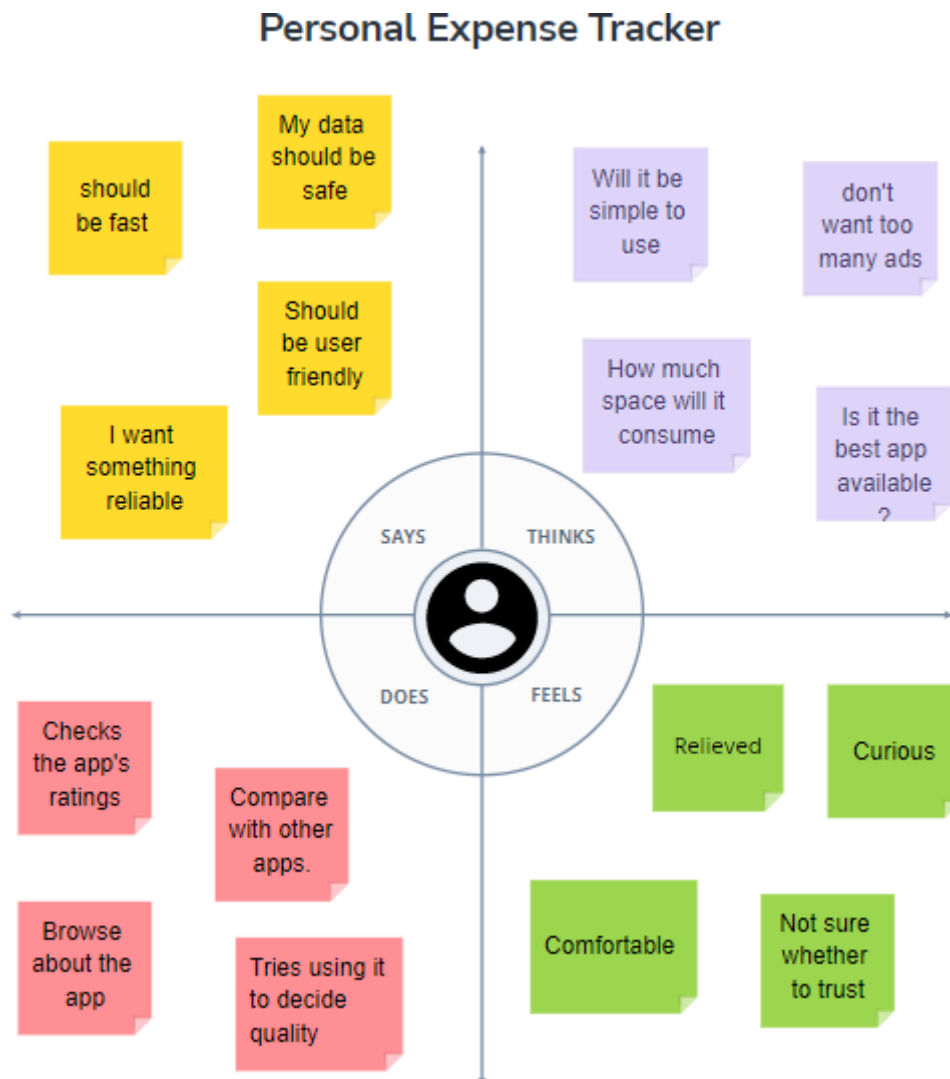 Personal Expense Tracker
should
be fast
My data
should be
safe
Should
be user
friendly
I want
something
reliable
Will it be
simple to
use
don't
want too
many ads
How much
space will it
consume
Is it the
best app
available
?
SAYS
THINKS
DOES
FEELS
Checks
the app's
ratings
Compare
with other
apps.
Browse
about the
app
Tries using it
to decide
quality
Relieved
Curious
Comfortable
Not sure
whether
to trust